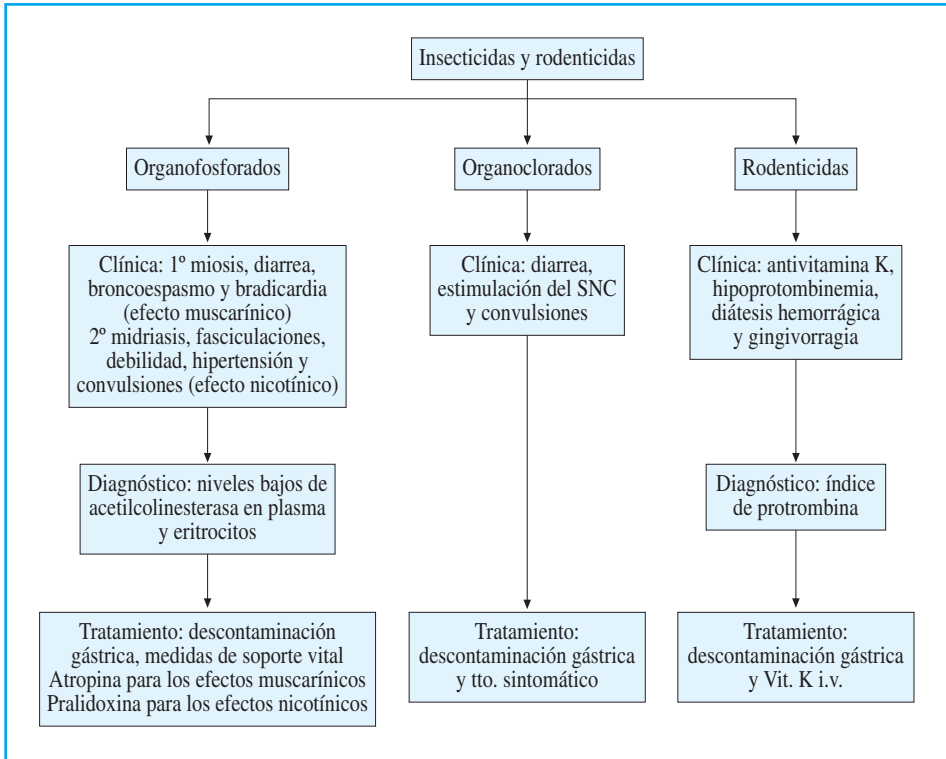 Insecticidas y rodenticidas
Organofosforados
Organoclorados
Rodenticidas
Clínica: 1º miosis, diarrea,
broncoespasmo y bradicardia
(efecto muscarínico)
2º midriasis, fasciculaciones,
debilidad, hipertensión y
convulsiones (efecto nicotínico)
Clínica: diarrea,
estimulación del SNC
y convulsiones
Clínica: antivitamina K,
hipoprotombinemia,
diátesis hemorrágica
y gingivorragia
Diagnóstico: niveles bajos de
acetilcolinesterasa en plasma
y eritrocitos
Diagnóstico: índice
de protrombina
Tratamiento: descontaminación
gástrica, medidas de soporte vital
Atropina para los efectos muscarínicos
Pralidoxina para los efectos nicotínicos
Tratamiento:
descontaminación gástrica
y tto. sintomático
Tratamiento:
descontaminación gástrica
y Vit. K i.v.